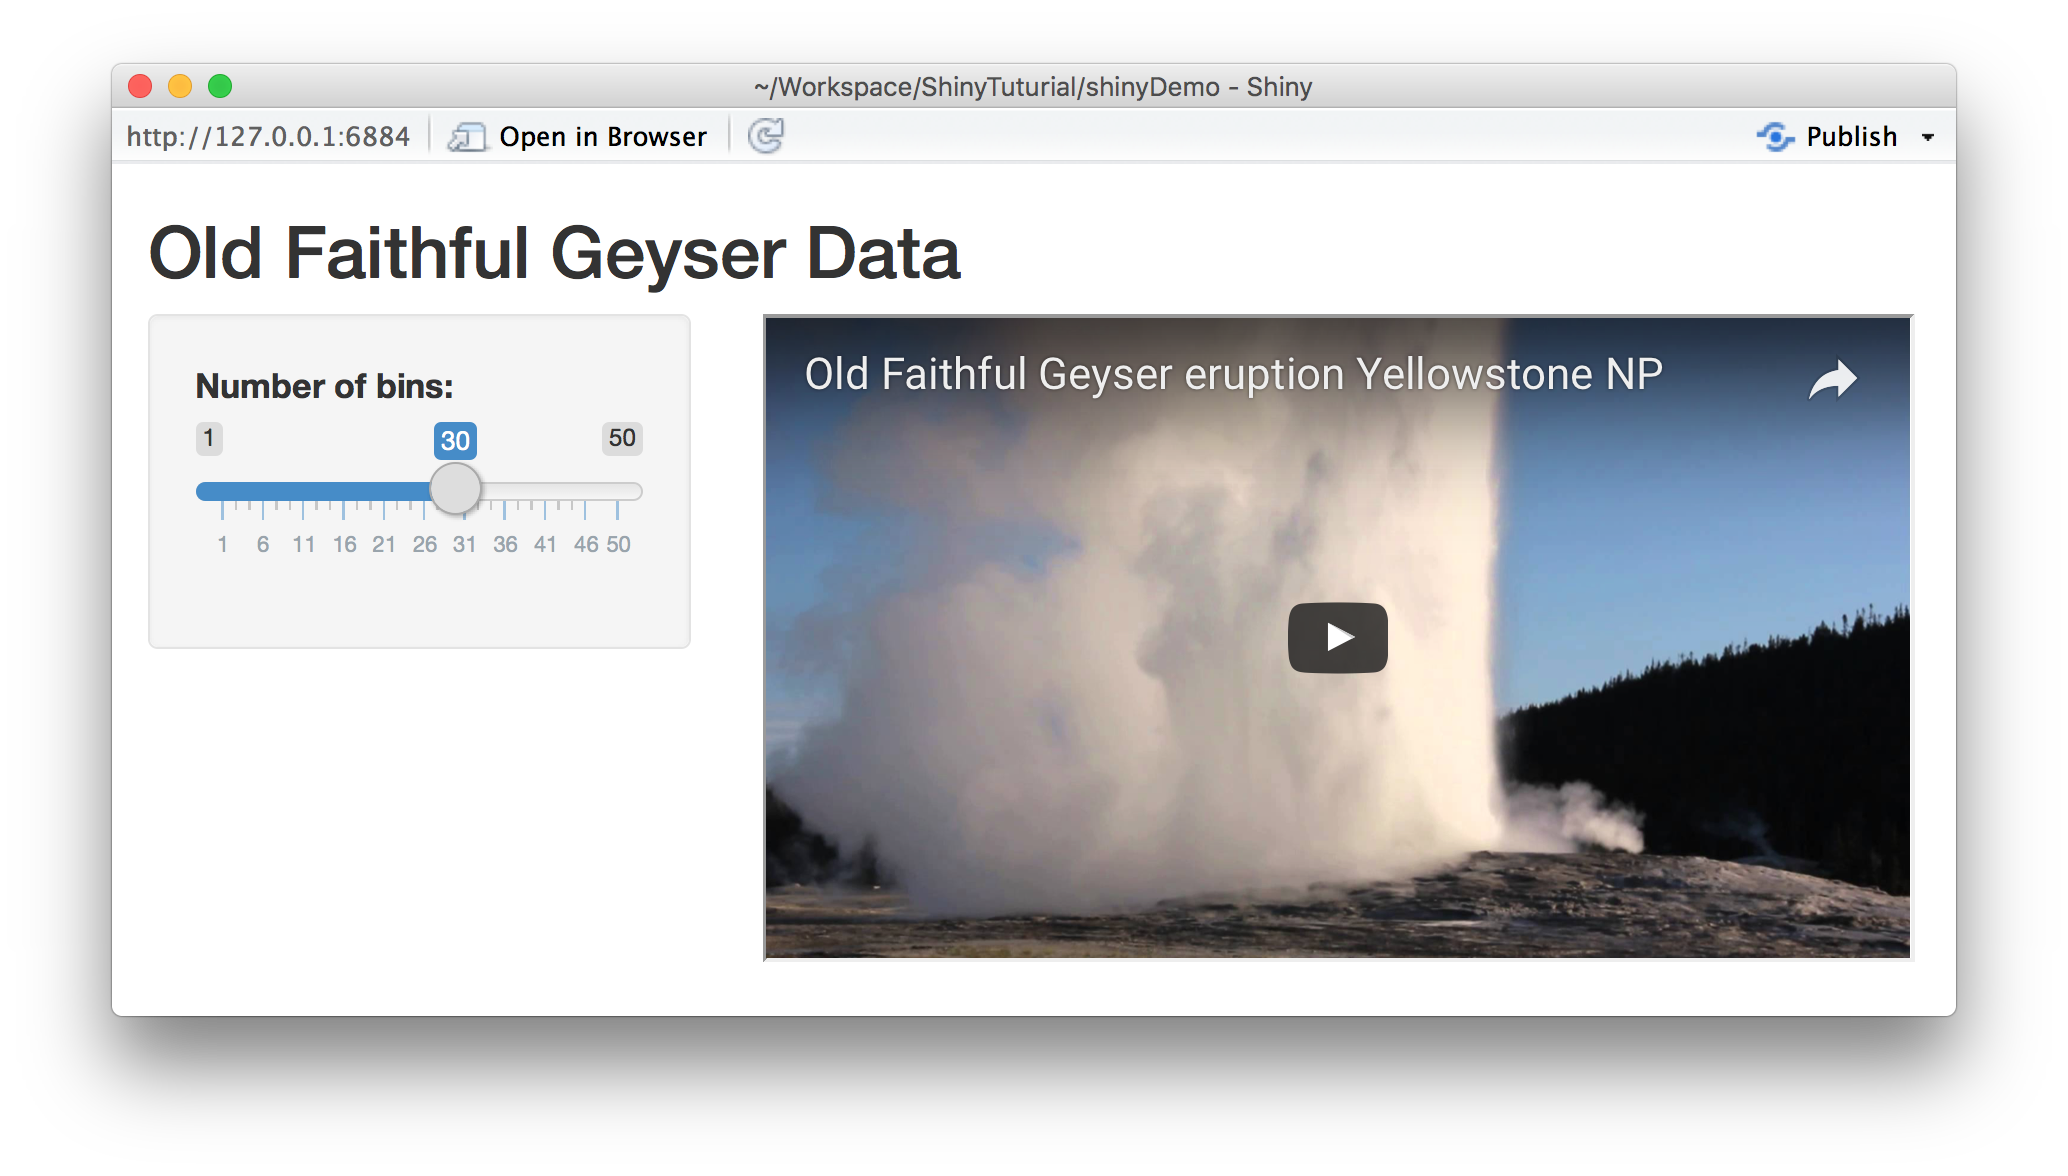 ~/Workspace/ShinyTuturial/shinyDemo - Shiny
http://127.0.0.1:6884 Open in Browser Publish
Old Faithful Geyser Data
Number of bins:
1 30 50
1 6 11 16 21 26 31 36 41 46 50
Old Faithful Geyser eruption Yellowstone NP